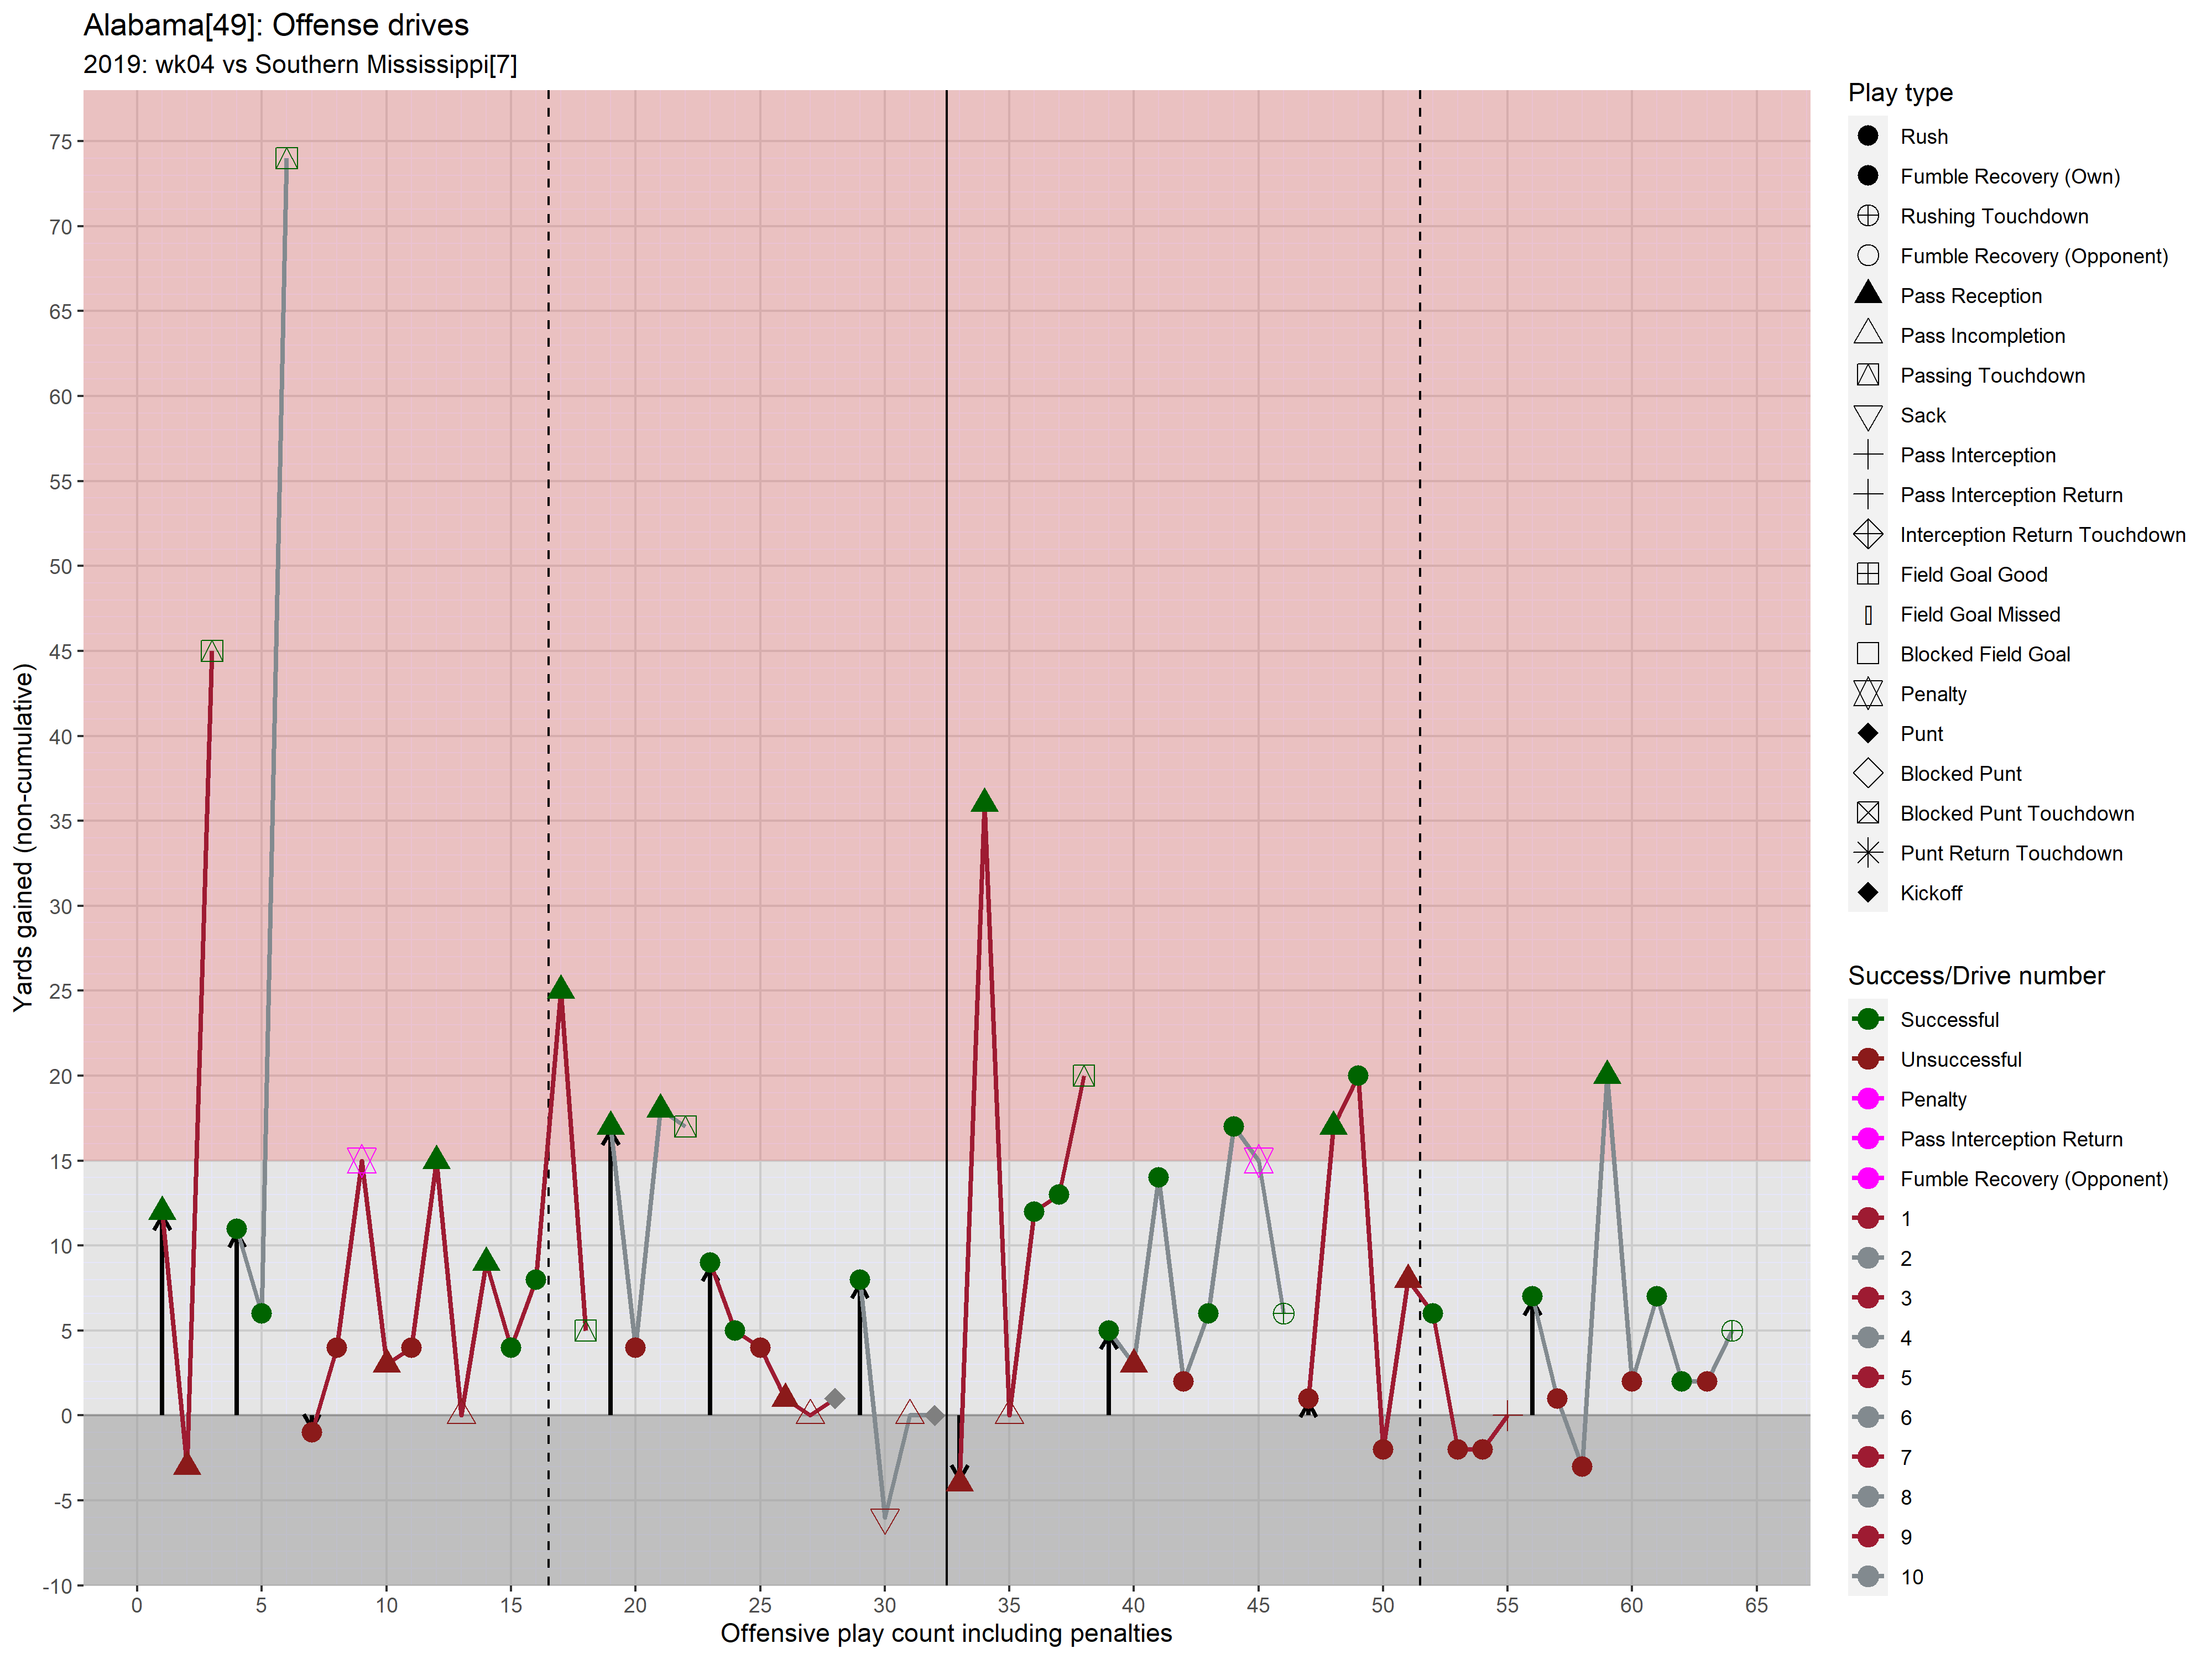 Alabama[49]: Offense drives
2019: wk04 vs Southern Mississippi[7]
Yards gained (non-cumulative)
75
70
65
60
55
50
45
40
35
30
25
20
15
10
5
0
-5
-10
0 5 10 15 20 25 30 35 40 45 50 55 60 65
Offensive play count including penalties
Play type
Rush
Fumble Recovery (Own)
Rushing Touchdown
Fumble Recovery (Opponent)
Pass Reception
Pass Incompletion
Passing Touchdown
Sack
Pass Interception
Pass Interception Return
Interception Return Touchdown
Field Goal Good
Field Goal Missed
Blocked Field Goal
Penalty
Punt
Blocked Punt
Blocked Punt Touchdown
Punt Return Touchdown
Kickoff
Success/Drive number
Successful
Unsuccessful
Penalty
Pass Interception Return
Fumble Recovery (Opponent)
1
2
3
4
5
6
7
8
9
10